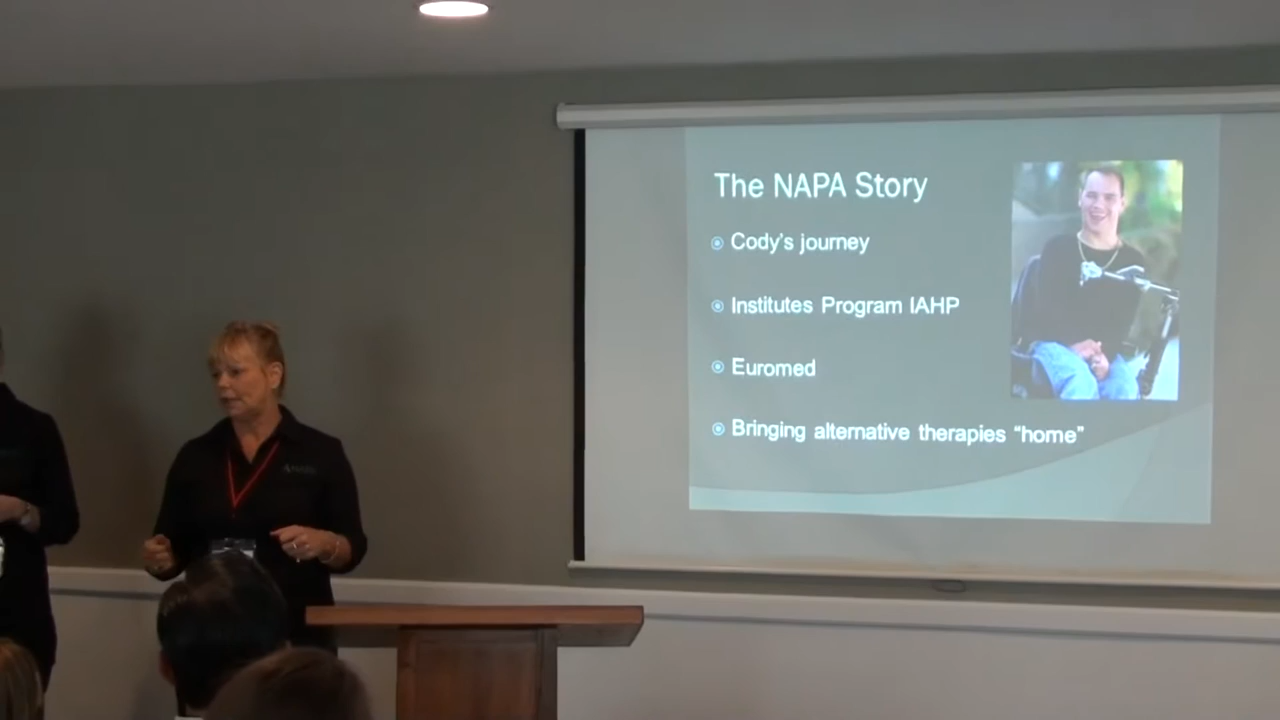 The NAPA Story
Cody's journey
Institutes Program IAHP
Euromed
Bringing alternative therapies “home”